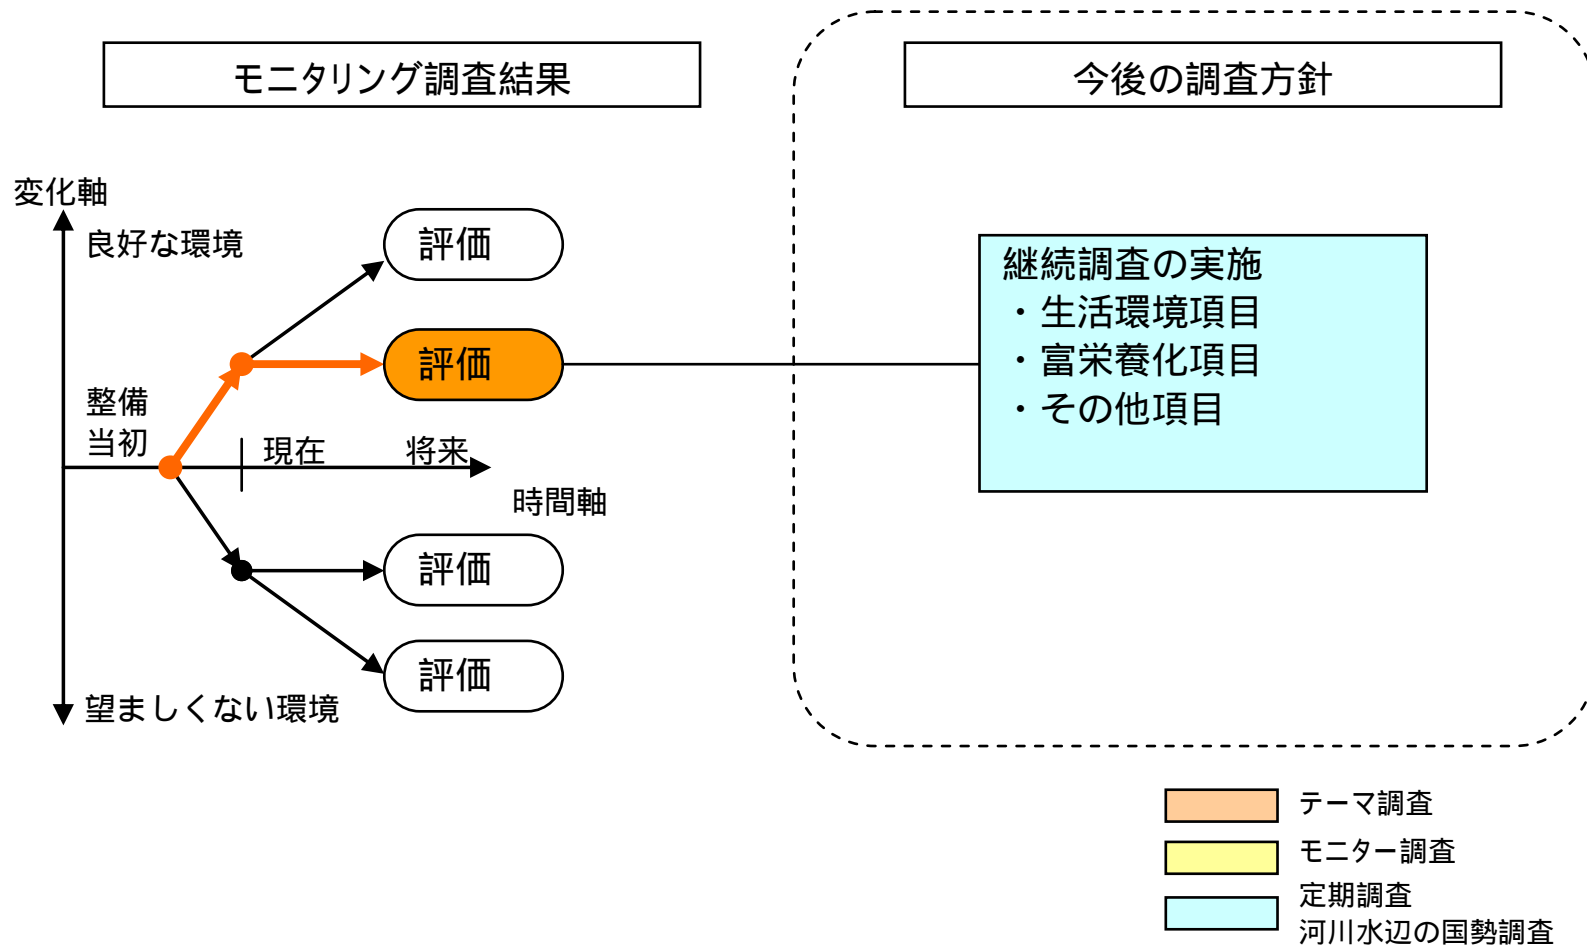 モニタリング調査結果
今後の調査方針
変化軸
良好な環境
評価
評価
整備
当初
現在
将来
時間軸
評価
評価
望ましくない環境
継続調査の実施
・生活環境項目
・富栄養化項目
・その他項目
テーマ調査
モニター調査
定期調査
河川水辺の国勢調査